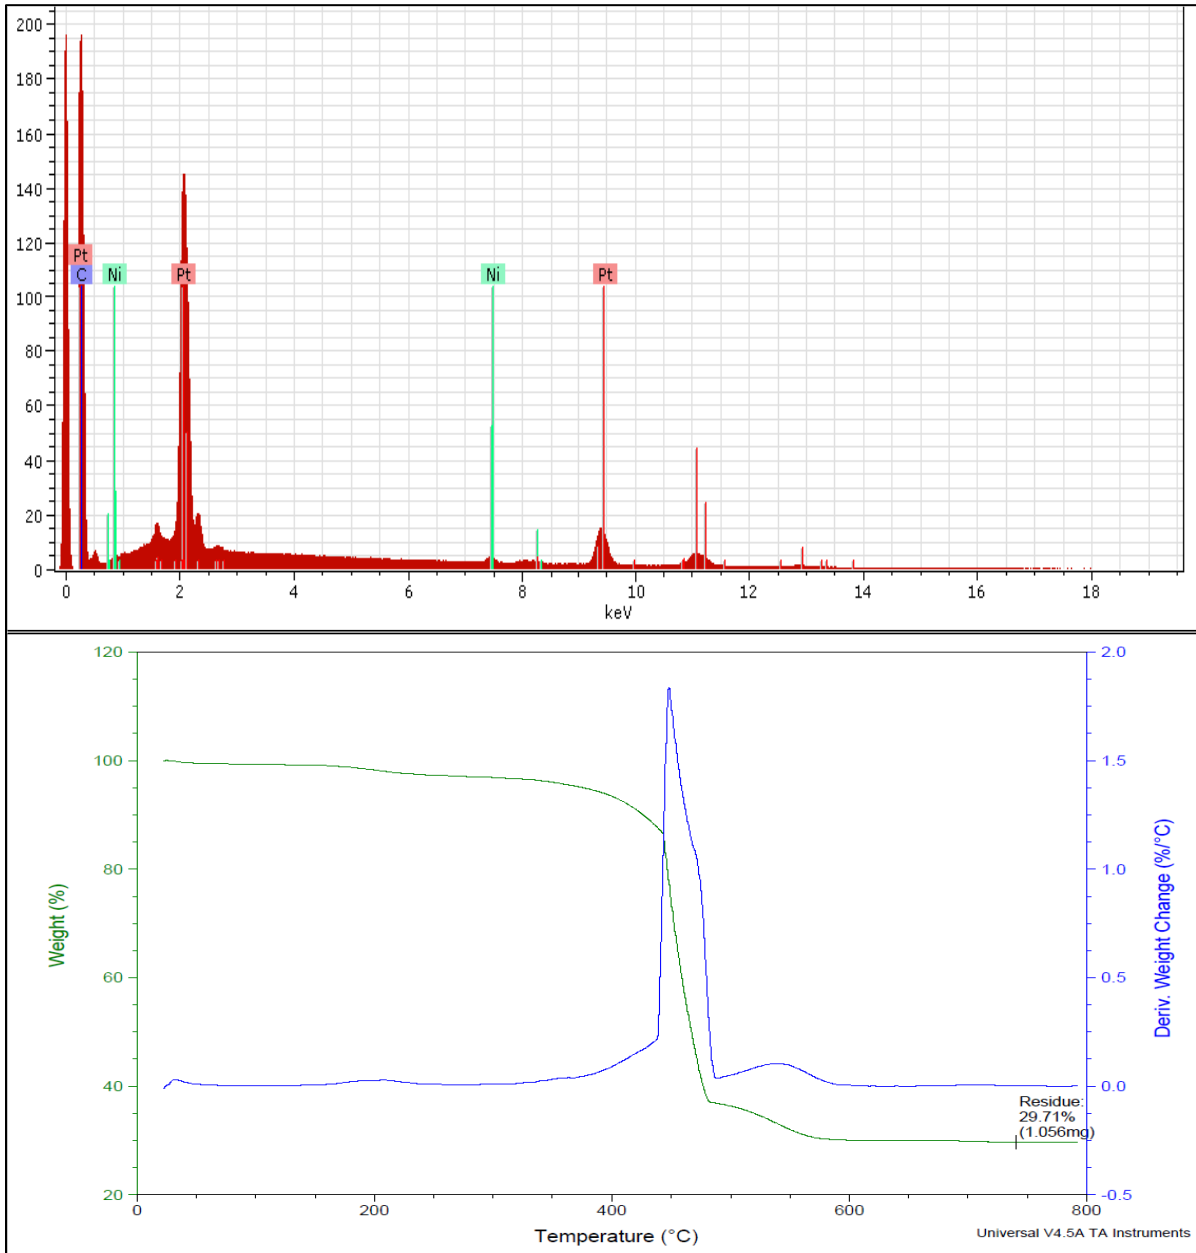 200
180
160
140
120
100
80
60
40
20
0
Pt
C
Ni
Pt
Ni
Pt
0 2 4 6 8 10 12 14 16 18
keV
120
100
80
60
40
20
Weight (%)
2.0
1.5
1.0
0.5
0.0
-0.5
Deriv. Weight Change (%/°C)
Residue:
29.71%
(1.056mg)
0 200 400 600 800
Temperature (°C)
Universal V4.5A TA Instruments